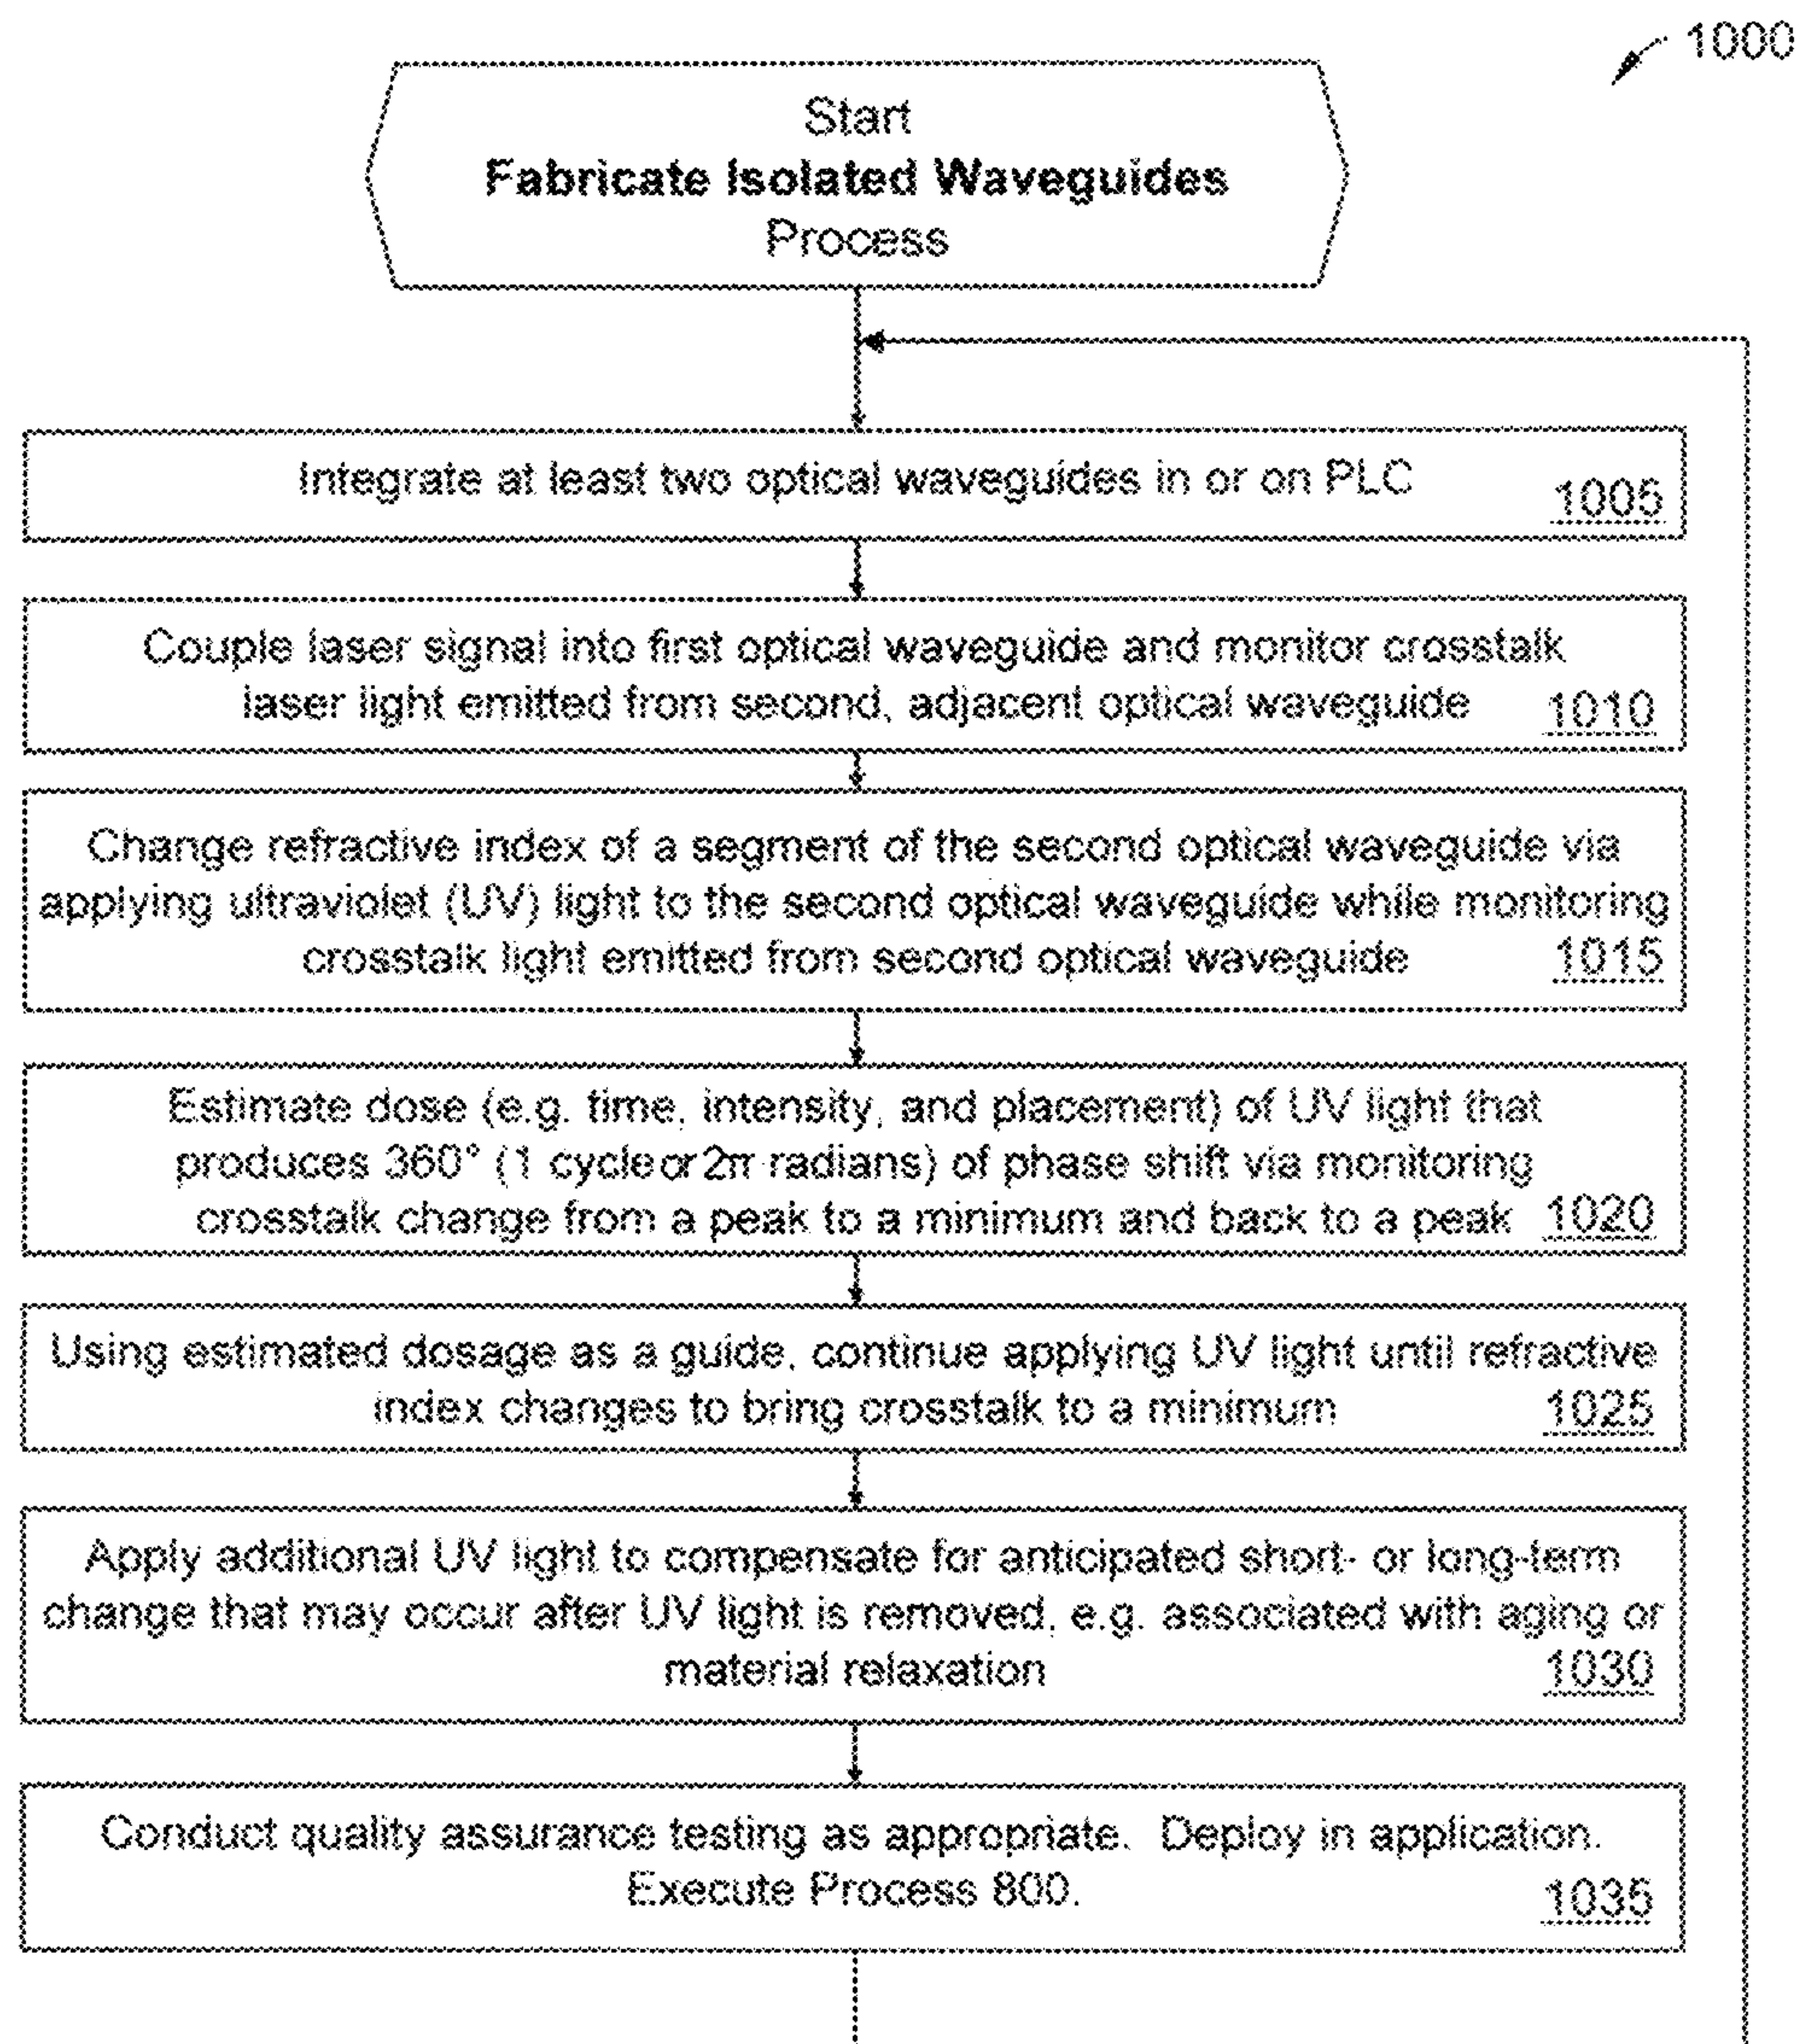 1000
Start
Fabricate Isolated Waveguides
Process
Integrate at least two optical waveguides in or on PLC
1005
Couple laser signal into first optical waveguide and monitor crosstalk
laser light emitted from second, adjacent optical waveguide
1010
Change refractive index of a segment of the second optical waveguide via
applying ultraviolet (UV) light to the second optical waveguide while monitoring
crosstalk light emitted from second optical waveguide
1015
Estimate dose (e.g. time, intensity, and placement) of UV light that
produces 360° (1 cycle or 2π radians) of phase shift via monitoring
crosstalk change from a peak to a minimum and back to a peak
1020
Using estimated dosage as a guide, continue applying UV light until refractive
index changes to bring crosstalk to a minimum
1025
Apply additional UV light to compensate for anticipated short- or long-term
change that may occur after UV light is removed, e.g. associated with aging or
material relaxation
1030
Conduct quality assurance testing as appropriate. Deploy in application.
Execute Process 800.
1035